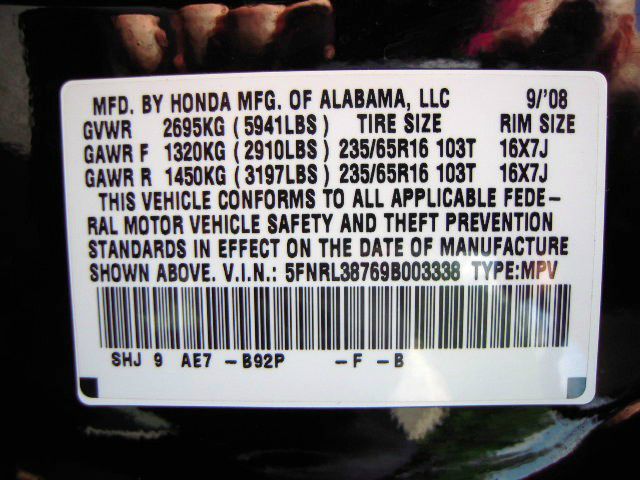 MFD. BY HONDA MFG. OF ALABAMA, LLC 9/'08
GVWR 2695KG (5941LBS) TIRE SIZE RIM SIZE
GAWR F 1320KG (2910LBS) 235/65R16 103T 16X7J
GAWR R 1450KG (3197LBS) 235/65R16 103T 16X7J
THIS VEHICLE CONFORMS TO ALL APPLICABLE FEDE-
RAL MOTOR VEHICLE SAFETY AND THEFT PREVENTION
STANDARDS IN EFFECT ON THE DATE OF MANUFACTURE
SHOWN ABOVE. V.I.N.: 5FNRL38769B003338 TYPE:MPV
SHJ 9 AE7 -B92P -F -B